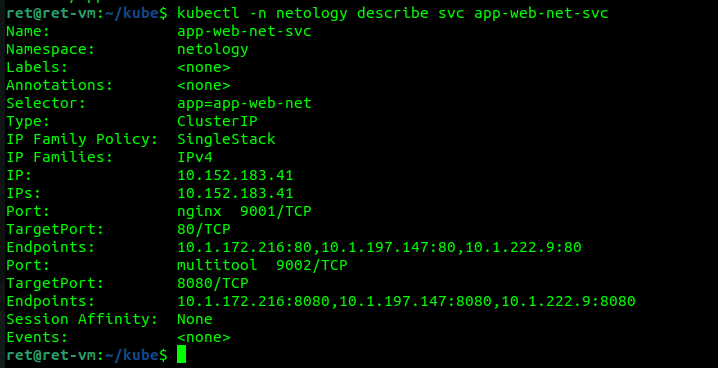 ret@ret-vm:~/kube$ kubectl -n netology describe svc app-web-net-svc
Name:              app-web-net-svc
Namespace:         netology
Labels:            <none>
Annotations:       <none>
Selector:          app=app-web-net
Type:              ClusterIP
IP Family Policy:  SingleStack
IP Families:       IPv4
IP:                10.152.183.41
IPs:               10.152.183.41
Port:              nginx  9001/TCP
TargetPort:        80/TCP
Endpoints:         10.1.172.216:80,10.1.197.147:80,10.1.222.9:80
Port:              multitool  9002/TCP
TargetPort:        8080/TCP
Endpoints:         10.1.172.216:8080,10.1.197.147:8080,10.1.222.9:8080
Session Affinity:  None
Events:            <none>
ret@ret-vm:~/kube$